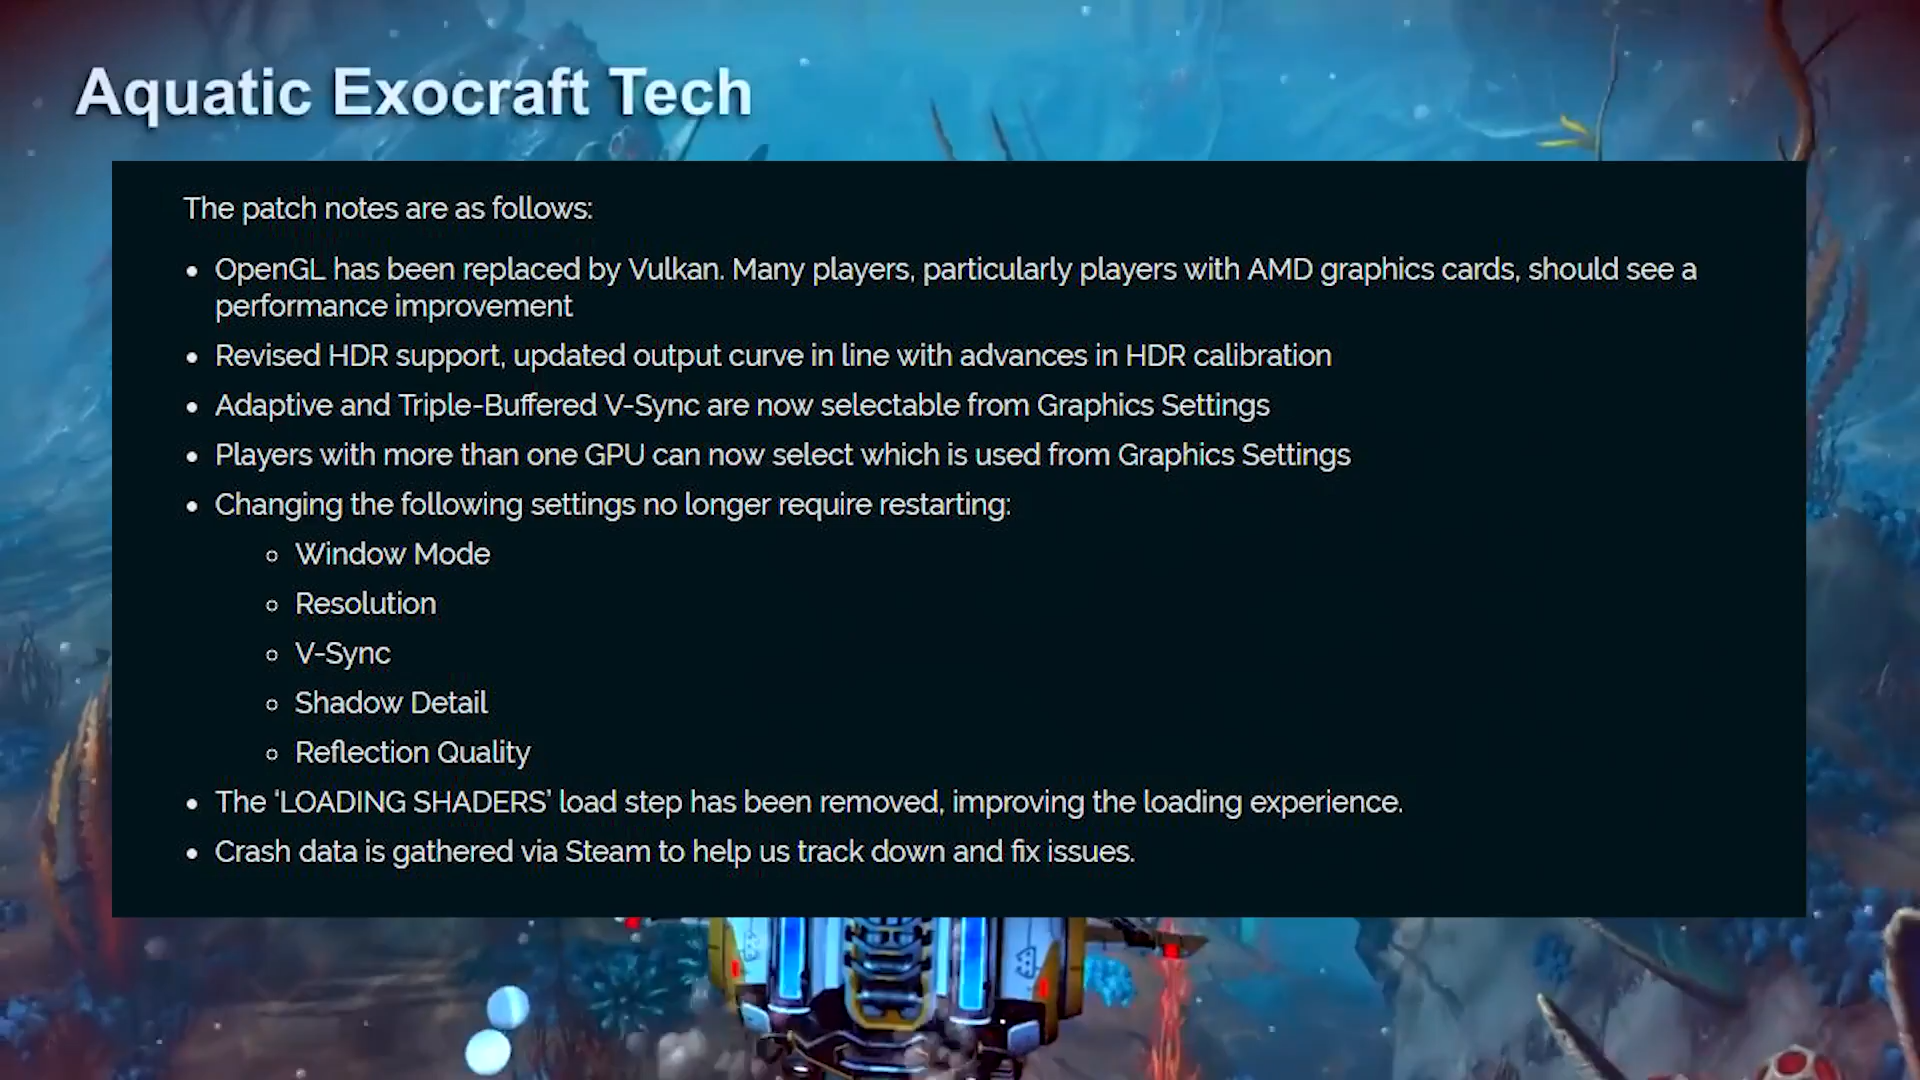 Aquatic Exocraft Tech
The patch notes are as follows:
• OpenGL has been replaced by Vulkan. Many players, particularly players with AMD graphics cards, should see a
performance improvement
• Revised HDR support, updated output curve in line with advances in HDR calibration
• Adaptive and Triple-Buffered V-Sync are now selectable from Graphics Settings
• Players with more than one GPU can now select which is used from Graphics Settings
• Changing the following settings no longer require restarting:
◦ Window Mode
◦ Resolution
◦ V-Sync
◦ Shadow Detail
◦ Reflection Quality
• The ‘LOADING SHADERS’ load step has been removed, improving the loading experience.
• Crash data is gathered via Steam to help us track down and fix issues.